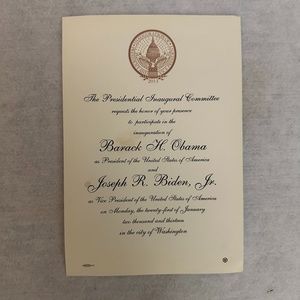 2013
The Presidential Inaugural Committee
requests the honor of your presence
to participate in the
inauguration of
Barack H. Obama
as President of the United States of America
and
Joseph R. Biden, Jr.
as Vice President of the United States of America
on Monday, the twenty-first of January
two thousand and thirteen
in the city of Washington